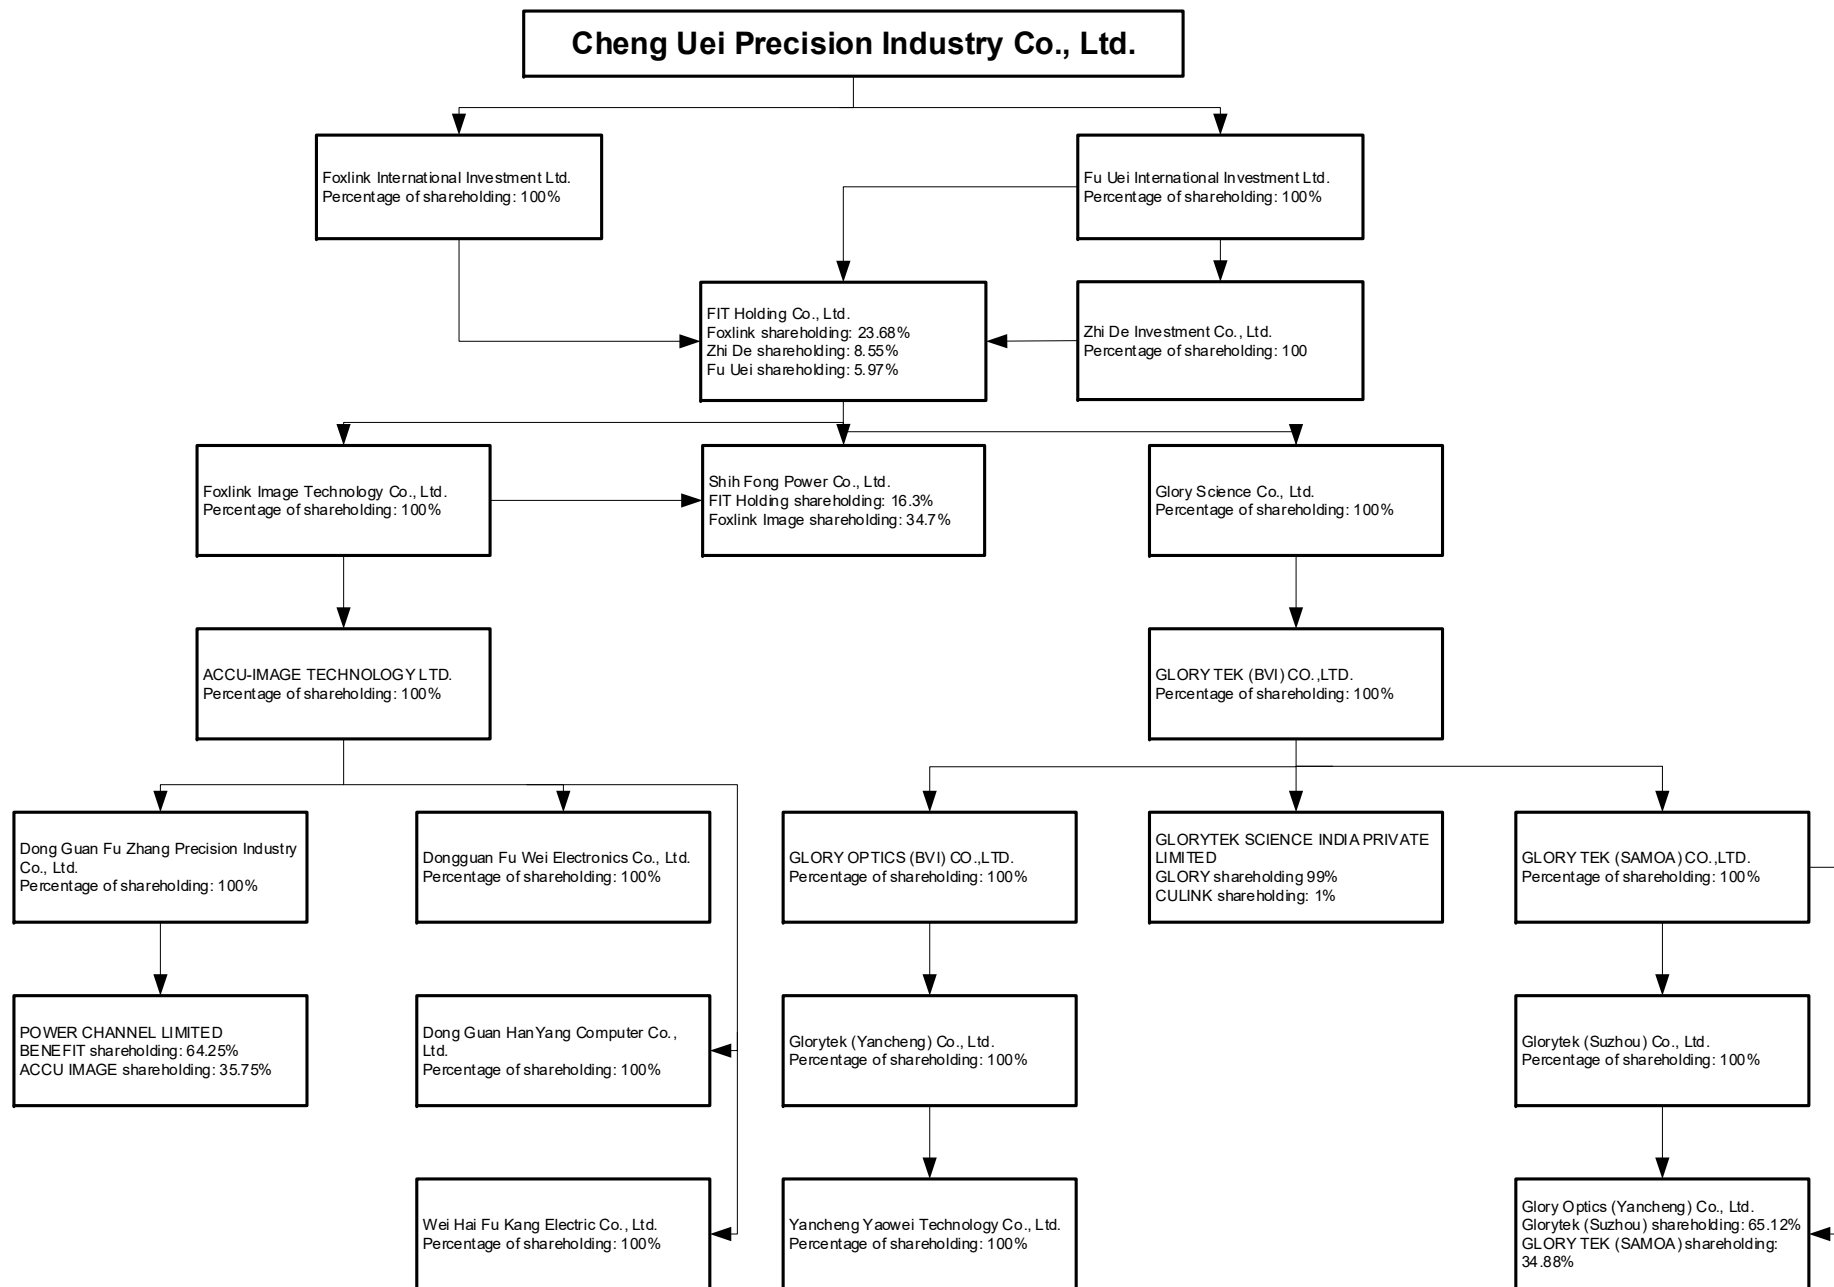 Cheng Uei Precision Industry Co., Ltd.
Foxlink International Investment Ltd.
Percentage of shareholding: 100%
Fu Uei International Investment Ltd.
Percentage of shareholding: 100%
FIT Holding Co., Ltd.
Foxlink shareholding: 23.68%
Zhi De shareholding: 8.55%
Fu Uei shareholding: 5.97%
Zhi De Investment Co., Ltd.
Percentage of shareholding: 100
Foxlink Image Technology Co., Ltd.
Percentage of shareholding: 100%
Shih Fong Power Co., Ltd.
FIT Holding shareholding: 16.3%
Foxlink Image shareholding: 34.7%
Glory Science Co., Ltd.
Percentage of shareholding: 100%
ACCU-IMAGE TECHNOLOGY LTD.
Percentage of shareholding: 100%
GLORY TEK (BVI) CO.,LTD.
Percentage of shareholding: 100%
Dong Guan Fu Zhang Precision Industry
Co., Ltd.
Percentage of shareholding: 100%
Dongguan Fu Wei Electronics Co., Ltd.
Percentage of shareholding: 100%
GLORY OPTICS (BVI) CO.,LTD.
Percentage of shareholding: 100%
GLORYTEK SCIENCE INDIA PRIVATE
LIMITED
GLORY shareholding 99%
CULINK shareholding: 1%
GLORY TEK (SAMOA) CO.,LTD.
Percentage of shareholding: 100%
POWER CHANNEL LIMITED
BENEFIT shareholding: 64.25%
ACCU IMAGE shareholding: 35.75%
Dong Guan HanYang Computer Co.,
Ltd.
Percentage of shareholding: 100%
Glorytek (Yancheng) Co., Ltd.
Percentage of shareholding: 100%
Glorytek (Suzhou) Co., Ltd.
Percentage of shareholding: 100%
Wei Hai Fu Kang Electric Co., Ltd.
Percentage of shareholding: 100%
Yancheng Yaowei Technology Co., Ltd.
Percentage of shareholding: 100%
Glory Optics (Yancheng) Co., Ltd.
Glorytek (Suzhou) shareholding: 65.12%
GLORY TEK (SAMOA) shareholding:
34.88%